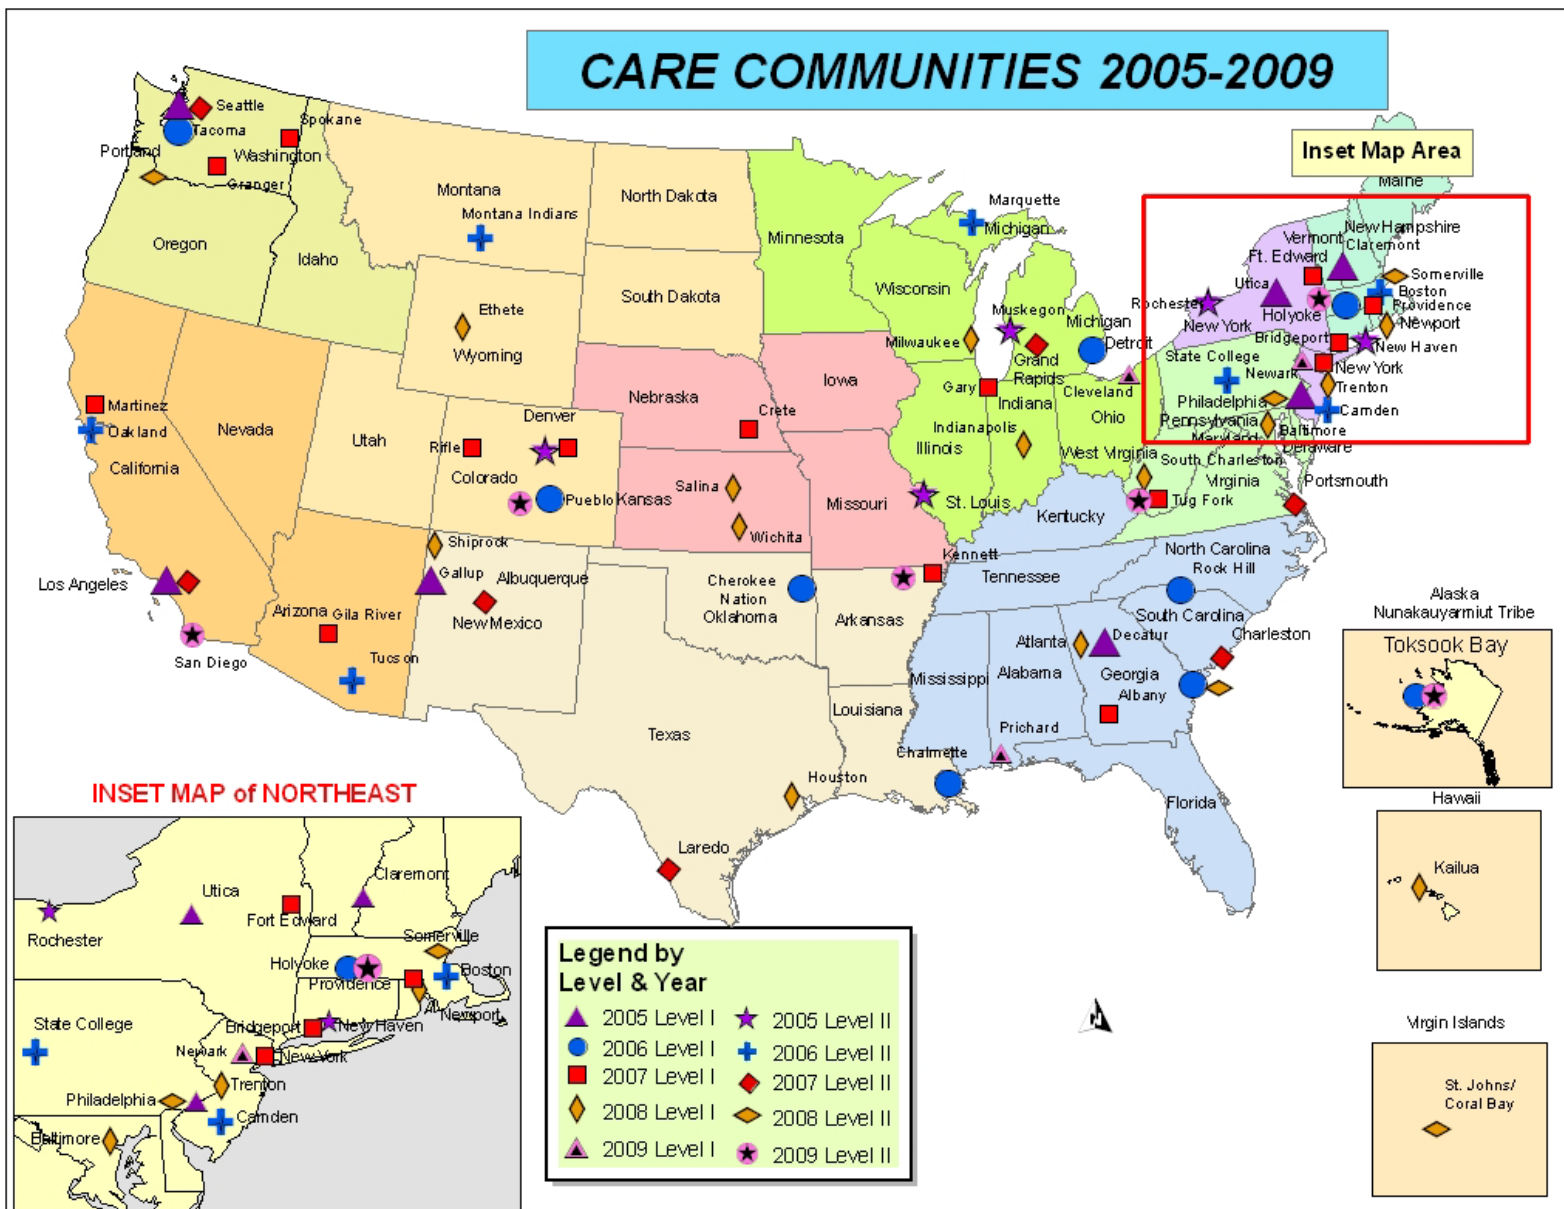 CARE COMMUNITIES 2005-2009
Inset Map Area
Seattle
Tacoma
Spokane
Portland
Washington
Granger
Montana
Montana Indians
North Dakota
Minnesota
Marquette
Michigan
Maine
New Hampshire
Vermont
Claremont
Ft. Edward
Oregon
Idaho
South Dakota
Wisconsin
Utica
Somerville
Boston
Rochester
Holyoke
Providence
New York
Newport
Ethete
Wyoming
Muskegon
Michigan
Detroit
Milwaukee
Grand
Rapids
Bridgeport
New Haven
State College
Newark
New York
Trenton
Iowa
Nebraska
Crete
Gary
Indiana
Cleveland
Ohio
Philadelphia
Pennsylvania
Camden
Maryland
Baltimore
Delaware
Martinez
Oakland
California
Nevada
Utah
Rifle
Denver
Colorado
Pueblo
Kansas
Salina
Wichita
Missouri
Illinois
Indianapolis
St. Louis
West Virginia
South Charleston
Virginia
Tug Fork
Portsmouth
Kentucky
Kennett
Los Angeles
San Diego
Arizona
Gila River
Tucson
Shiprock
Gallup
Albuquerque
New Mexico
Cherokee
Nation
Oklahoma
Arkansas
Tennessee
North Carolina
Rock Hill
South Carolina
Charleston
Atlanta
Decatur
Georgia
Albany
Mississippi
Alabama
Prichard
Louisiana
Chalmette
Texas
Houston
Laredo
Florida
Alaska
Nunakauyarmiut Tribe
Toksook Bay
Hawaii
Kailua
Virgin Islands
St. Johns/
Coral Bay
INSET MAP of NORTHEAST
Utica
Claremont
Fort Edward
Rochester
Somerville
Holyoke
Boston
Providence
Newport
State College
Bridgeport
New Haven
Newark
New York
Trenton
Philadelphia
Camden
Baltimore
Legend by
Level & Year
2005 Level I
2005 Level II
2006 Level I
2006 Level II
2007 Level I
2007 Level II
2008 Level I
2008 Level II
2009 Level I
2009 Level II
N